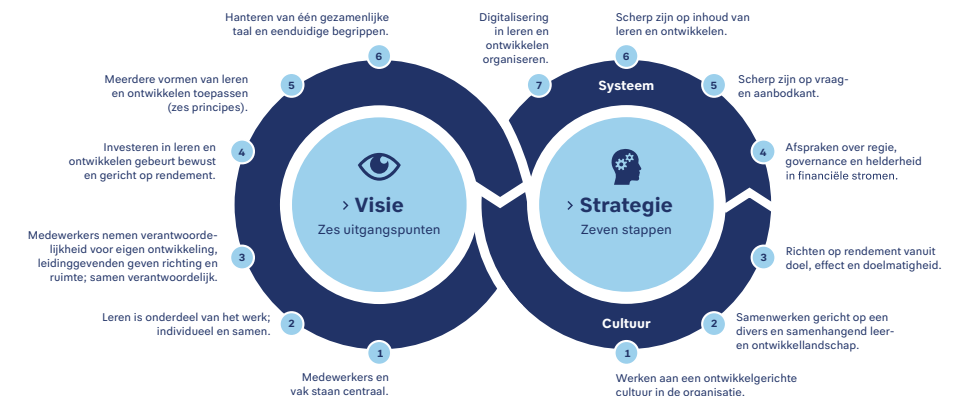 Hanteren van één gezamenlijke
taal en eenduidige begrippen.
6
Meerdere vormen van leren
en ontwikkelen toepassen
(zes principes).
5
Investeren in leren en
ontwikkelen gebeurt bewust
en gericht op rendement.
4
Medewerkers nemen verantwoorde-
lijkheid voor eigen ontwikkeling,
leidinggevenden geven richting en
ruimte; samen verantwoordelijk.
3
Leren is onderdeel van het werk;
individueel en samen.
2
1
Medewerkers en
vak staan centraal.
> Visie
Zes uitgangspunten
Digitalisering
in leren en
ontwikkelen
organiseren.
7
Scherp zijn op inhoud van
leren en ontwikkelen.
6
Systeem
5
Scherp zijn op vraag-
en aanbodkant.
4
Afspraken over regie,
governance en helderheid
in financiële stromen.
> Strategie
Zeven stappen
3
Richten op rendement vanuit
doel, effect en doelmatigheid.
Cultuur
2
Samenwerken gericht op een
divers en samenhangend leer-
en ontwikkellandschap.
1
Werken aan een ontwikkelgerichte
cultuur in de organisatie.